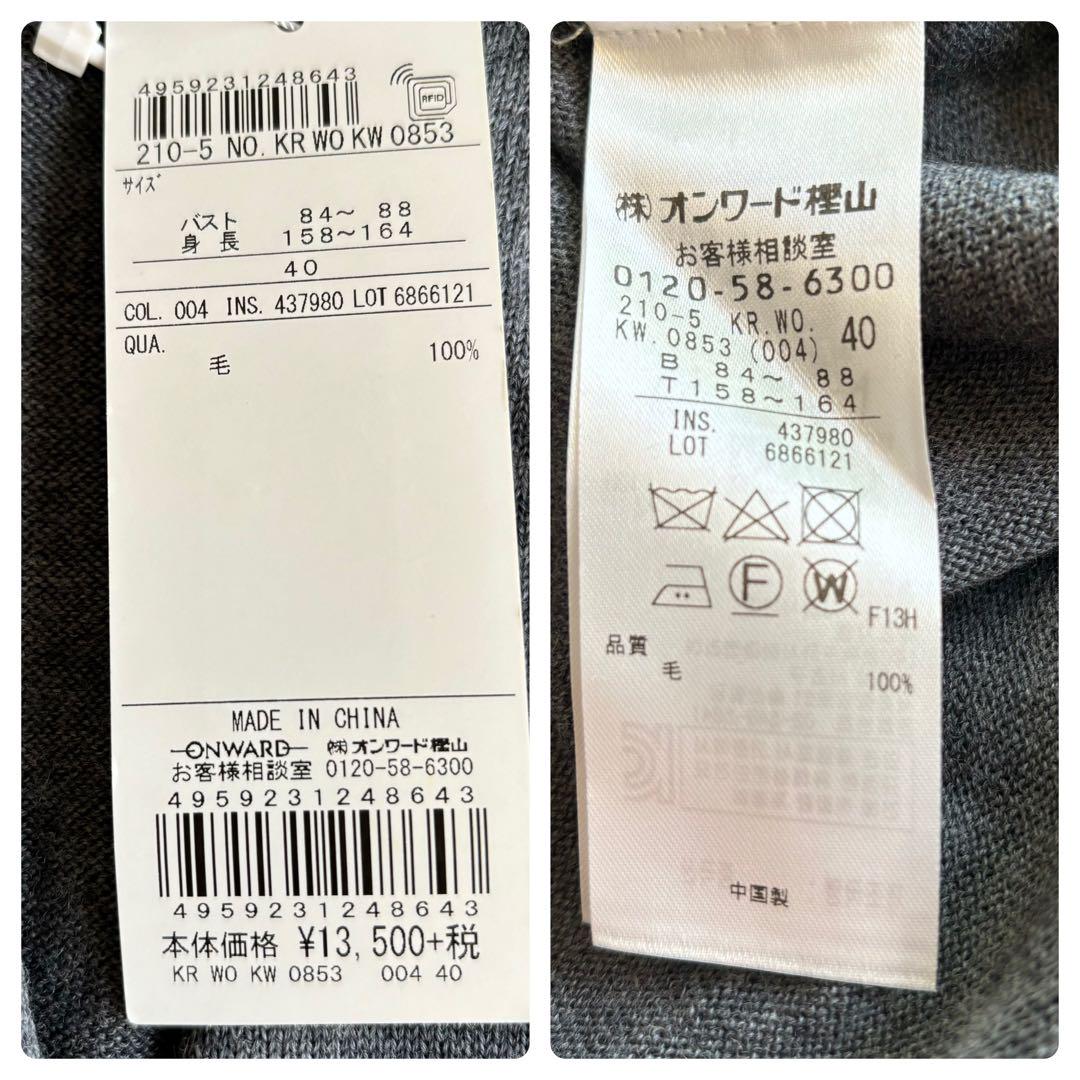 4959231248643
RFID
210-5 NO. KR WO KW 0853
サイズ
バスト 84～ 88
身長 158～164
40
COL. 004 INS. 437980 LOT 6866121
QUA.
毛 100%
MADE IN CHINA
ONWARD ㈱オンワード樫山
お客様相談室 0120-58-6300
4959231248643
4959231248643
本体価格 ¥13,500+税
KR WO KW 0853 004 40
㈱オンワード樫山
お客様相談室
0120-58-6300
210-5 KR.WO.
KW.0853 (004) 40
B 84～ 88
T158～164
INS. 437980
LOT 6866121
F
W
F13H
品質
毛 100%
中国製